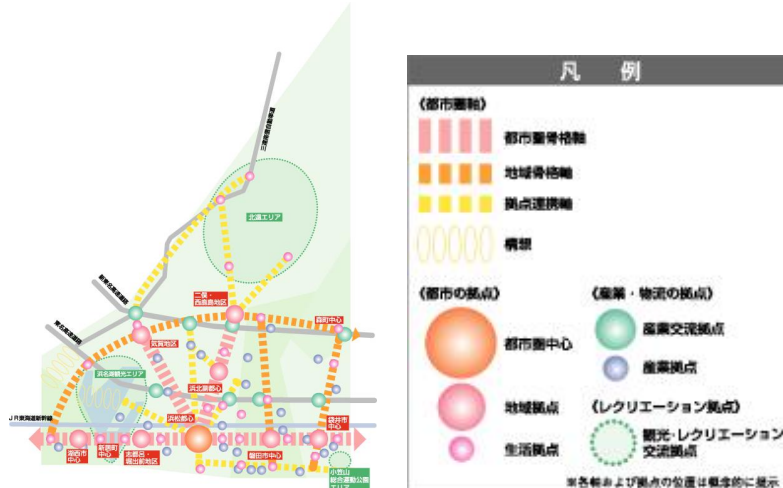 三遠南信自動車道
北遠エリア
新東名高速道路
二俣・
西鹿島地区
森町中心
東名高速道路
気賀地区
浜名湖観光エリア
浜北副都心
JR東海道新幹線
浜松都心
袋井市
中心
湖西市
中心
新居町
中心
志都呂・
堀出前地区
磐田市中心
小笠山
総合運動公園
エリア
凡 例
《都市圏軸》
都市圏骨格軸
地域骨格軸
拠点連携軸
構想
《都市の拠点》
都市圏中心
地域拠点
生活拠点
《産業・物流の拠点》
産業交流拠点
産業拠点
《レクリエーション拠点》
観光・レクリエーション
交流拠点
※各軸および拠点の位置は概念的に提示